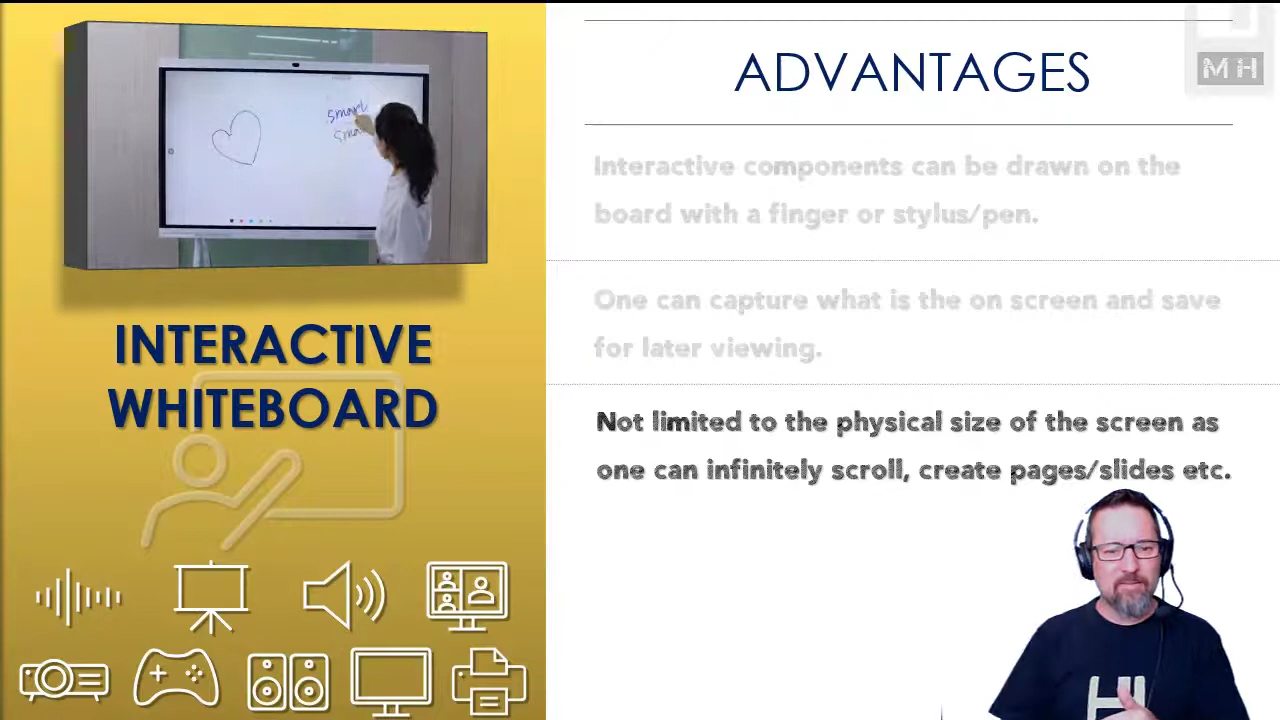 ADVANTAGES
MH
Interactive components can be drawn on the
board with a finger or stylus/pen.
One can capture what is the on screen and save
for later viewing.
Not limited to the physical size of the screen as
one can infinitely scroll, create pages/slides etc.
smart
INTERACTIVE
WHITEBOARD